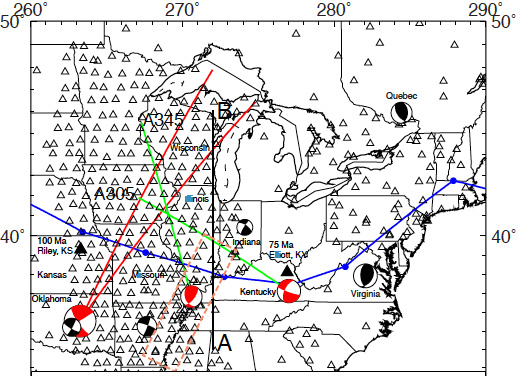 260° 270° 280° 290°
50° 50°
Quebec
A345
B
Wisconsin
A305
Illinois
40° 40°
100 Ma
Riley, KS
Indiana
75 Ma
Elliott, KY
Kansas
Missouri
Kentucky
Virginia
Oklahoma
A